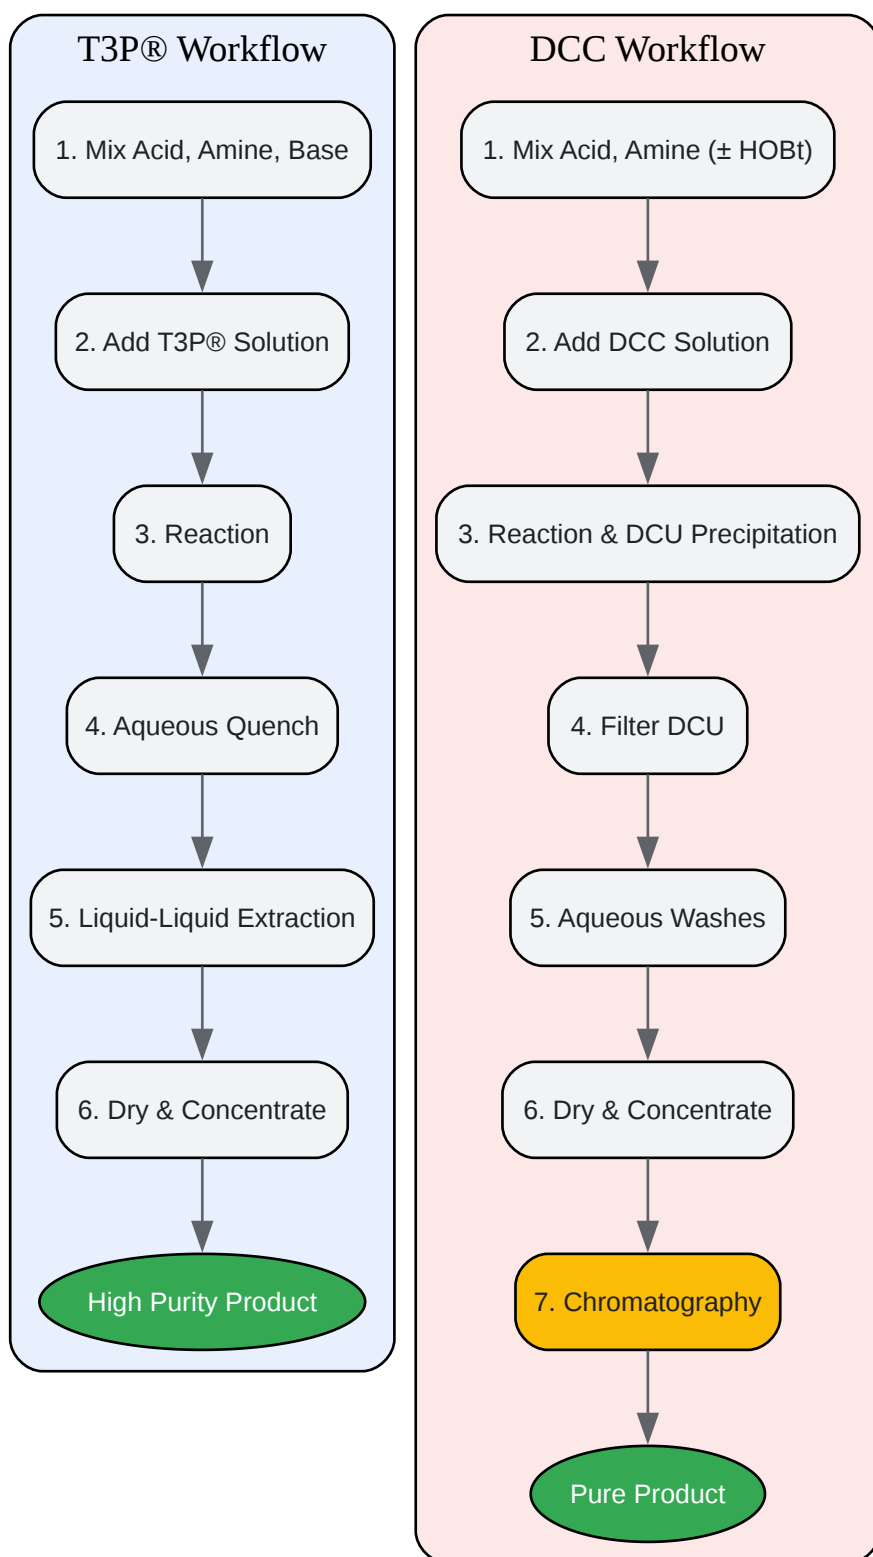 T3P® Workflow
1. Mix Acid, Amine, Base
2. Add T3P® Solution
3. Reaction
4. Aqueous Quench
5. Liquid-Liquid Extraction
6. Dry & Concentrate
High Purity Product
DCC Workflow
1. Mix Acid, Amine (± HOBt)
2. Add DCC Solution
3. Reaction & DCU Precipitation
4. Filter DCU
5. Aqueous Washes
6. Dry & Concentrate
7. Chromatography
Pure Product